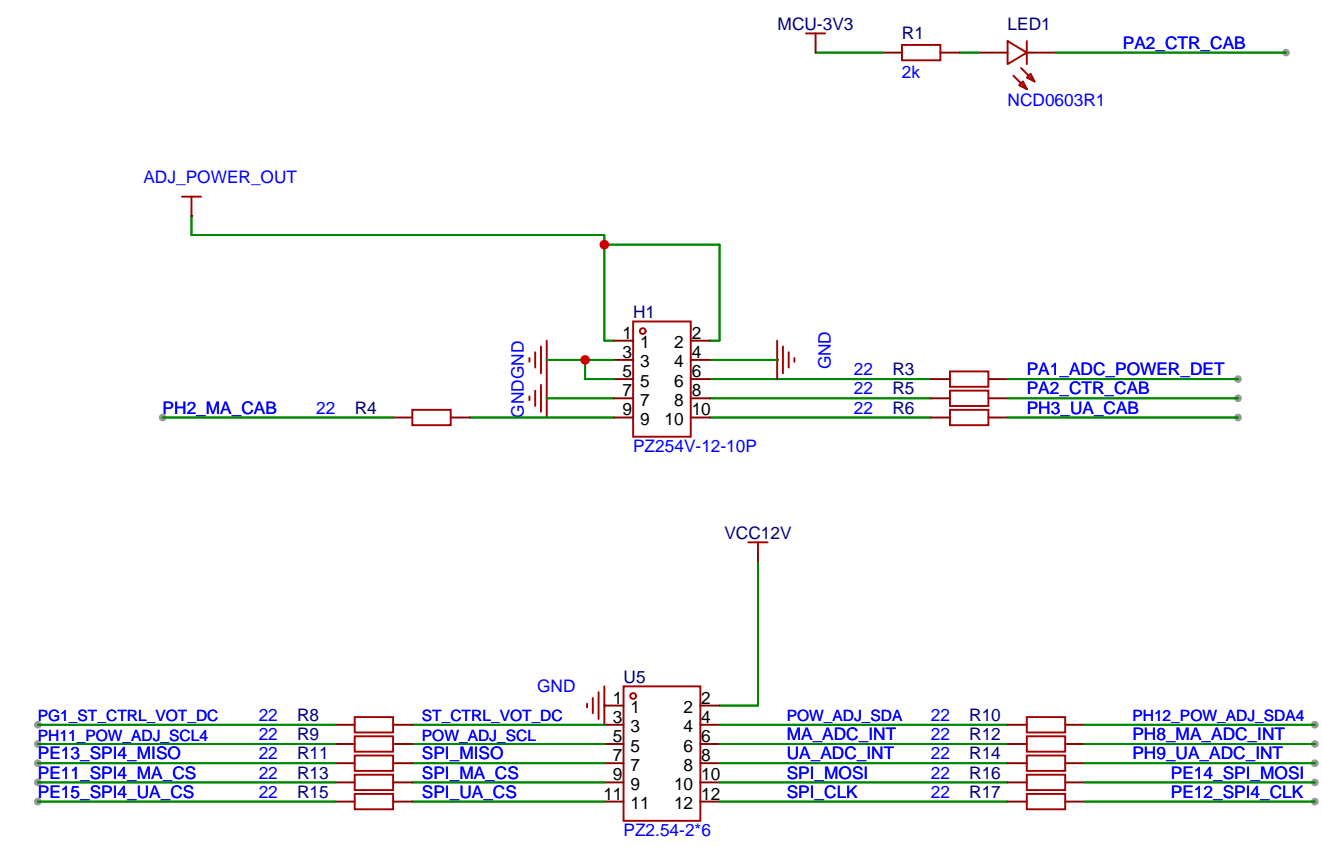 MCU-3V3 R1 LED1 PA2_CTR_CAB
2k
NCD0603R1
ADJ_POWER_OUT
H1
1 1 2 2
GND 3 3 4 4 GND
5 5 6 6 22 R3 PA1_ADC_POWER_DET
GND 7 7 8 8 22 R5 PA2_CTR_CAB
PH2_MA_CAB 22 R4 9 9 10 10 22 R6 PH3_UA_CAB
PZ254V-12-10P
VCC12V
U5
GND 1 1 2 2
PG1_ST_CTRL_VOT_DC 22 R8 ST_CTRL_VOT_DC 3 3 4 4 POW_ADJ_SDA 22 R10 PH12_POW_ADJ_SDA4
PH11_POW_ADJ_SCL4 22 R9 POW_ADJ_SCL 5 5 6 6 MA_ADC_INT 22 R12 PH8_MA_ADC_INT
PE13_SPI4_MISO 22 R11 SPI_MISO 7 7 8 8 UA_ADC_INT 22 R14 PH9_UA_ADC_INT
PE11_SPI4_MA_CS 22 R13 SPI_MA_CS 9 9 10 10 SPI_MOSI 22 R16 PE14_SPI_MOSI
PE15_SPI4_UA_CS 22 R15 SPI_UA_CS 11 11 12 12 SPI_CLK 22 R17 PE12_SPI4_CLK
PZ2.54-2*6